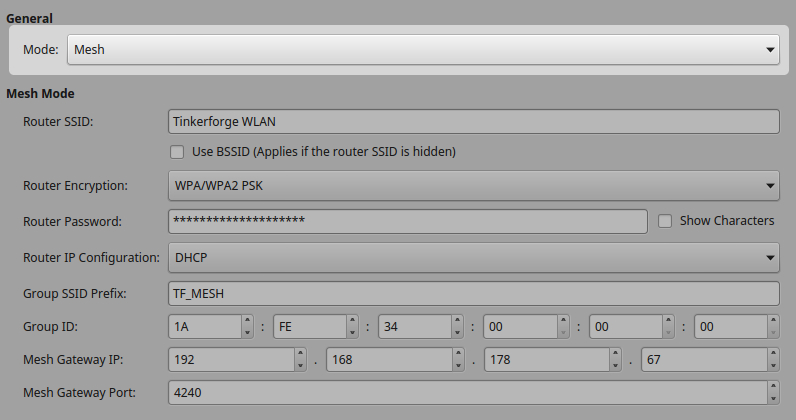 General
Mode: Mesh
Mesh Mode
Router SSID: Tinkerforge WLAN
Use BSSID (Applies if the router SSID is hidden)
Router Encryption: WPA/WPA2 PSK
Router Password: ******************** Show Characters
Router IP Configuration: DHCP
Group SSID Prefix: TF_MESH
Group ID: 1A : FE : 34 : 00 : 00 : 00
Mesh Gateway IP: 192 . 168 . 178 . 67
Mesh Gateway Port: 4240